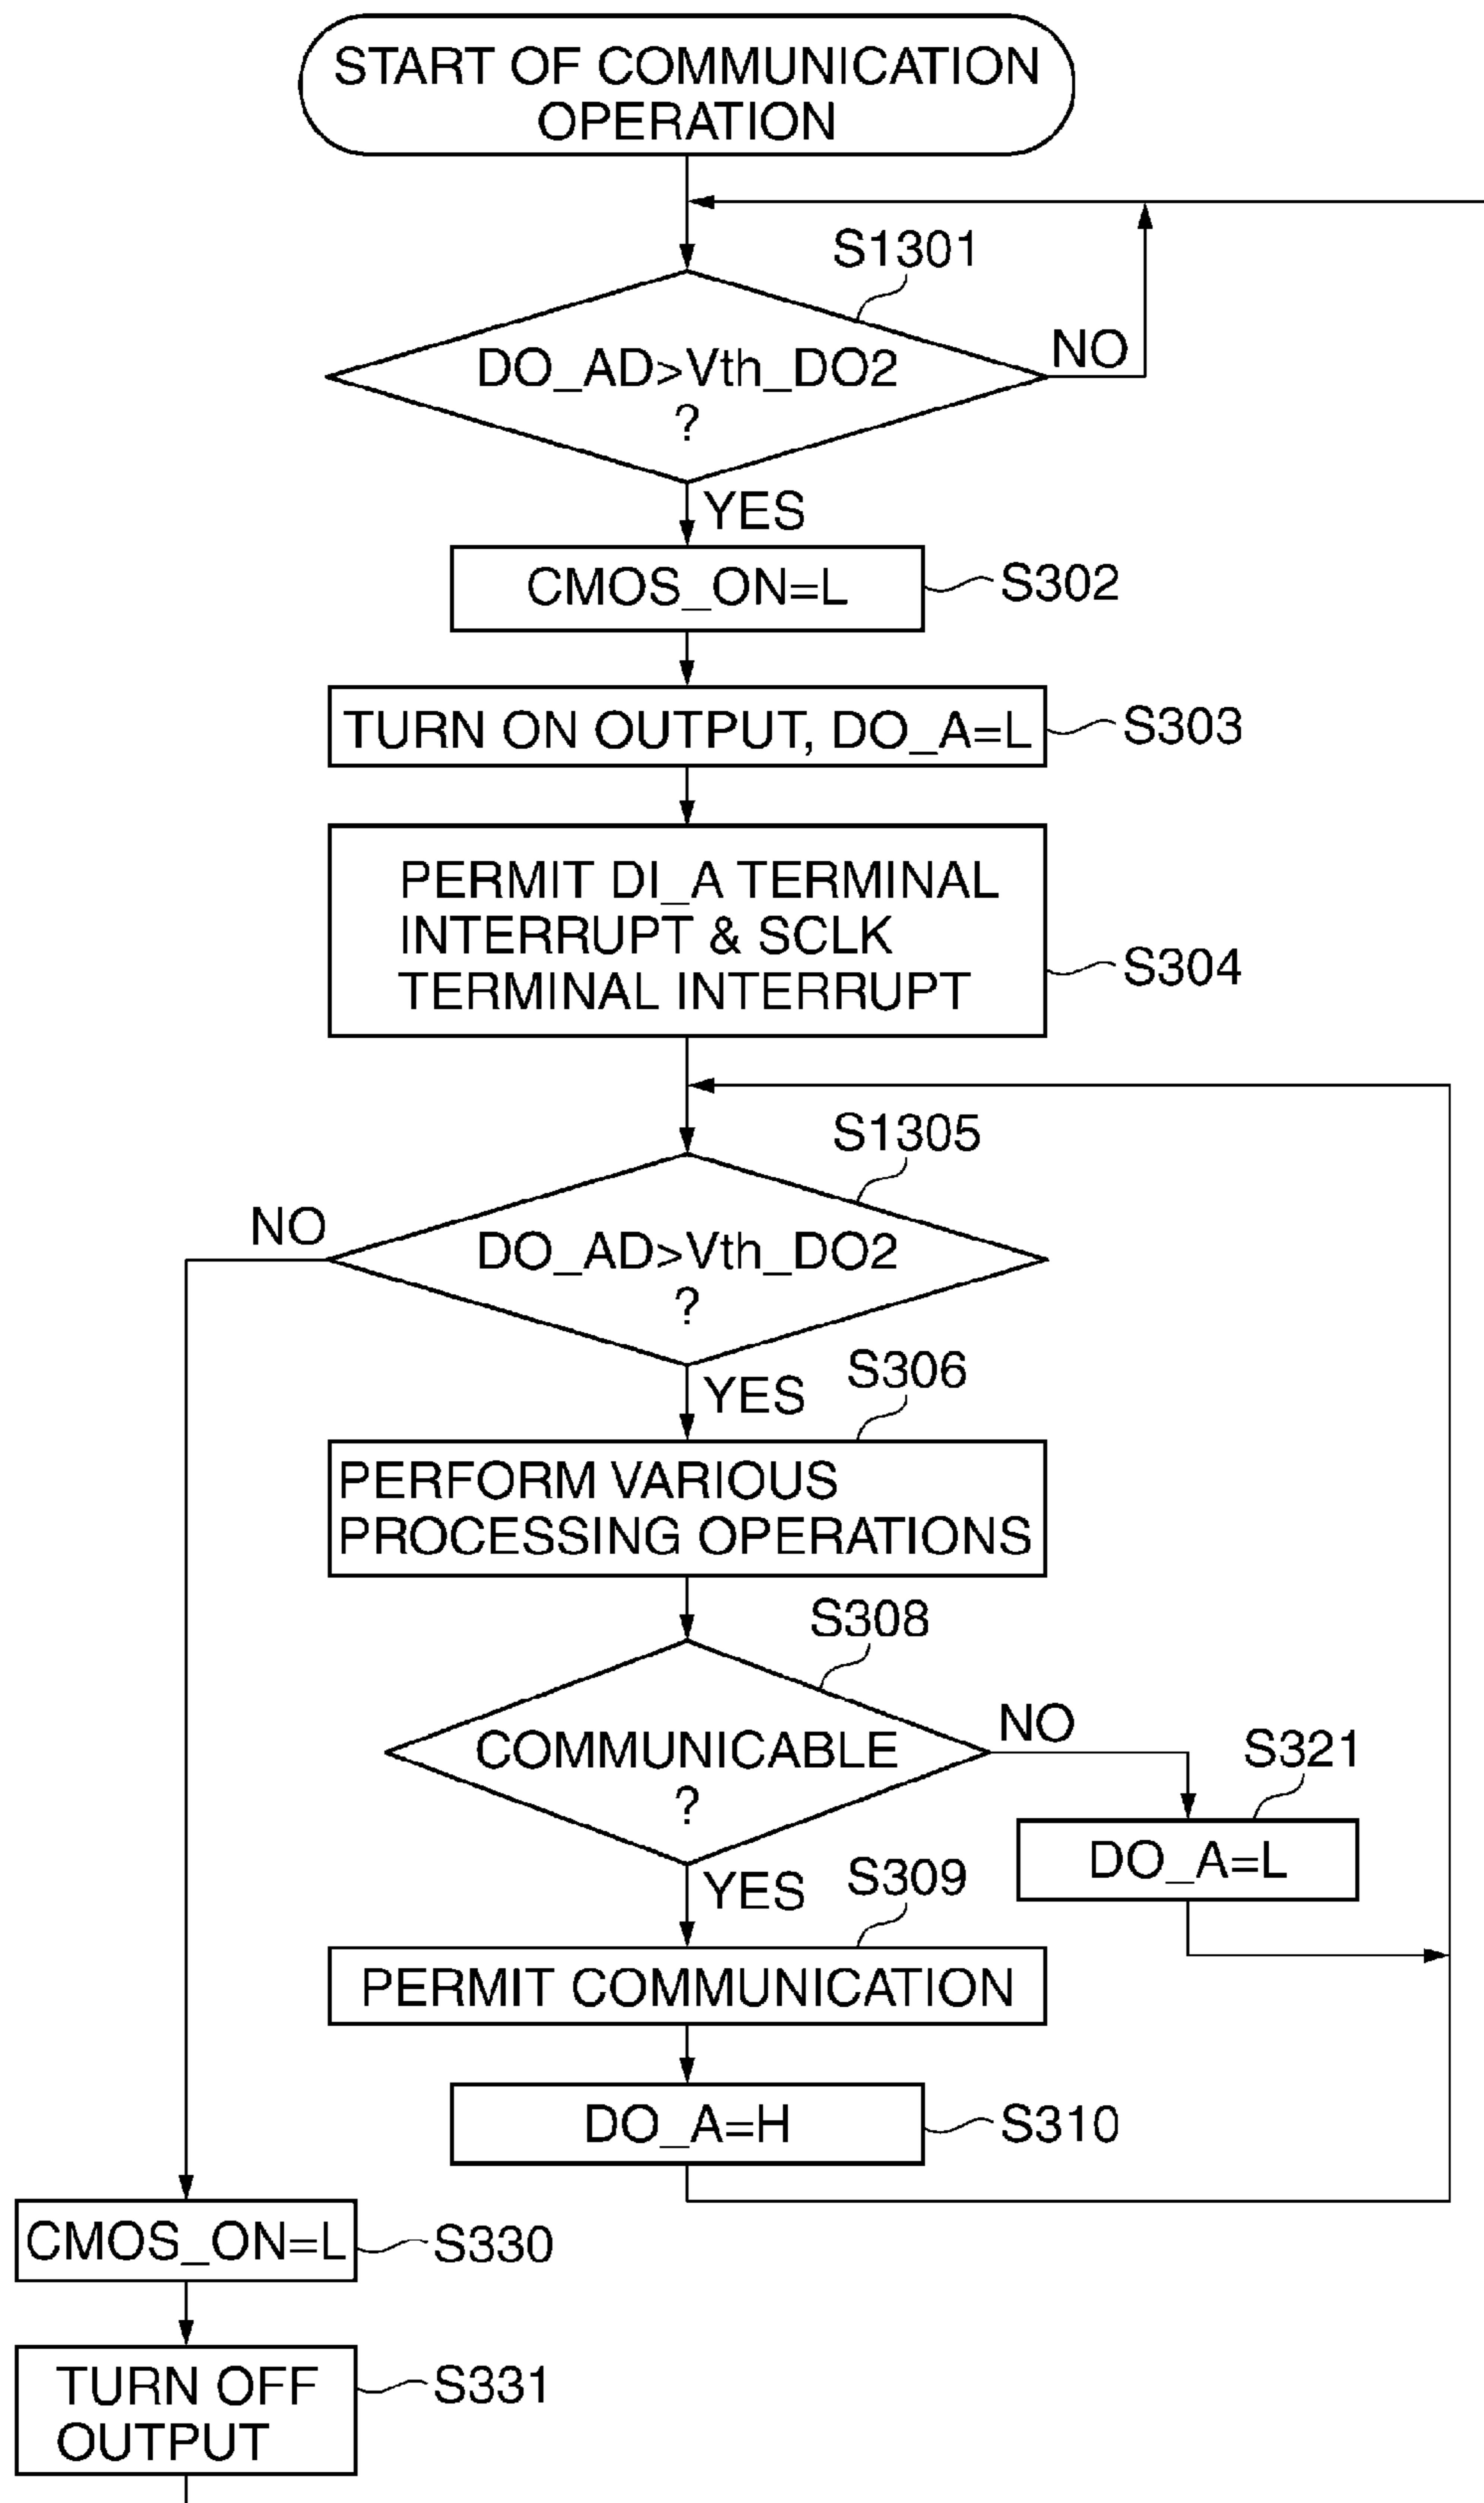 START OF COMMUNICATION
OPERATION
S1301
DO_AD>Vth_DO2
?
NO
YES
CMOS_ON=L
S302
TURN ON OUTPUT, DO_A=L
S303
PERMIT DI_A TERMINAL
INTERRUPT & SCLK
TERMINAL INTERRUPT
S304
S1305
NO
DO_AD>Vth_DO2
?
YES
S306
PERFORM VARIOUS
PROCESSING OPERATIONS
S308
COMMUNICABLE
?
NO
S321
DO_A=L
YES
S309
PERMIT COMMUNICATION
DO_A=H
S310
CMOS_ON=L
S330
TURN OFF
OUTPUT
S331